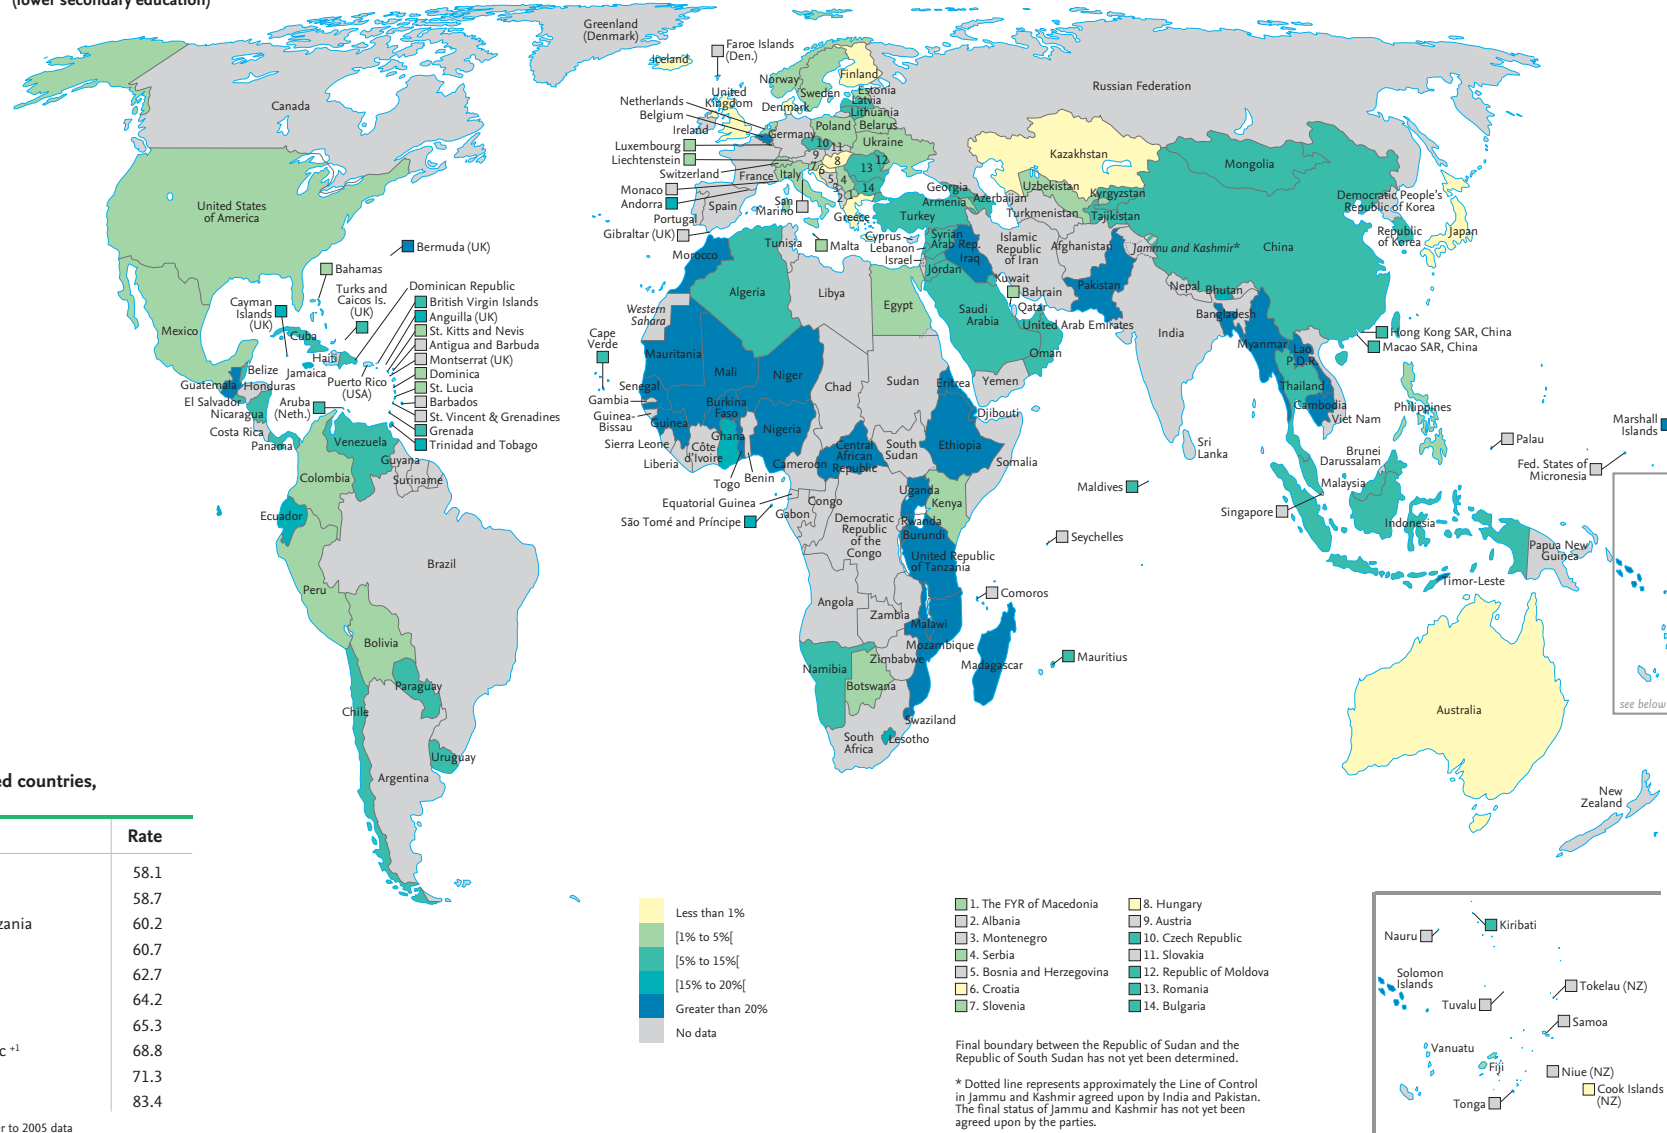 (lower secondary education)
Greenland
(Denmark)
Faroe Islands
(Den.)
Iceland
Finland
Norway
Sweden
Estonia
Latvia
Lithuania
Russian Federation
Canada
Netherlands
Belgium
Ireland
United
Kingdom
Denmark
Luxembourg
Liechtenstein
Switzerland
Germany
Poland
Belarus
Ukraine
10
11
9
8
12
13
7
6
5
4
3
2
1
14
France
Italy
Monaco
Andorra
Spain
Portugal
San
Marino
Greece
Gibraltar (UK)
Malta
Kazakhstan
Mongolia
Uzbekistan
Kyrgyzstan
Georgia
Azerbaijan
Armenia
Turkmenistan
Tajikistan
Turkey
Democratic People's
Republic of Korea
Republic
of Korea
Japan
United States
of America
Bermuda (UK)
Bahamas
Mexico
Turks and
Caicos Is.
(UK)
Cayman
Islands
(UK)
Cuba
Haiti
Jamaica
Belize
Guatemala
Honduras
El Salvador
Nicaragua
Costa Rica
Panama
Puerto Rico
(USA)
Aruba
(Neth.)
Dominican Republic
British Virgin Islands
Anguilla (UK)
St. Kitts and Nevis
Antigua and Barbuda
Montserrat (UK)
Dominica
St. Lucia
Barbados
St. Vincent & Grenadines
Grenada
Trinidad and Tobago
Venezuela
Guyana
Suriname
Colombia
Ecuador
Peru
Brazil
Bolivia
Paraguay
Chile
Uruguay
Argentina
Tunisia
Morocco
Algeria
Libya
Egypt
Western
Sahara
Cape
Verde
Mauritania
Mali
Niger
Chad
Sudan
Eritrea
Djibouti
Senegal
Gambia
Guinea-
Bissau
Guinea
Sierra Leone
Liberia
Côte
d'Ivoire
Burkina
Faso
Ghana
Togo
Benin
Nigeria
Cameroon
Central
African
Republic
South
Sudan
Ethiopia
Somalia
Equatorial Guinea
São Tomé and Príncipe
Gabon
Congo
Democratic
Republic
of the
Congo
Uganda
Kenya
Rwanda
Burundi
United Republic
of Tanzania
Angola
Zambia
Malawi
Mozambique
Zimbabwe
Madagascar
Namibia
Botswana
South
Africa
Swaziland
Lesotho
Comoros
Seychelles
Mauritius
Maldives
Cyprus
Lebanon
Israel
Syrian
Arab Rep.
Iraq
Jordan
Kuwait
Bahrain
Qatar
Saudi
Arabia
United Arab Emirates
Oman
Yemen
Islamic
Republic
of Iran
Afghanistan
Pakistan
Jammu and Kashmir*
China
Nepal
Bhutan
Bangladesh
India
Sri
Lanka
Myanmar
Lao
P.D.R.
Thailand
Cambodia
Viet Nam
Hong Kong SAR, China
Macao SAR, China
Philippines
Brunei
Darussalam
Malaysia
Singapore
Indonesia
Timor-Leste
Papua New
Guinea
Palau
Fed. States of
Micronesia
Marshall
Islands
Australia
New
Zealand
see below
ed countries,
Rate
58.1
58.7
zania 60.2
60.7
62.7
64.2
65.3
c +1 68.8
71.3
83.4
er to 2005 data
Less than 1%
[1% to 5%[
[5% to 15%[
[15% to 20%[
Greater than 20%
No data
1. The FYR of Macedonia
2. Albania
3. Montenegro
4. Serbia
5. Bosnia and Herzegovina
6. Croatia
7. Slovenia
8. Hungary
9. Austria
10. Czech Republic
11. Slovakia
12. Republic of Moldova
13. Romania
14. Bulgaria
Final boundary between the Republic of Sudan and the
Republic of South Sudan has not yet been determined.
* Dotted line represents approximately the Line of Control
in Jammu and Kashmir agreed upon by India and Pakistan.
The final status of Jammu and Kashmir has not yet been
agreed upon by the parties.
Nauru
Kiribati
Solomon
Islands
Tuvalu
Tokelau (NZ)
Samoa
Vanuatu
Fiji
Niue (NZ)
Cook Islands
(NZ)
Tonga